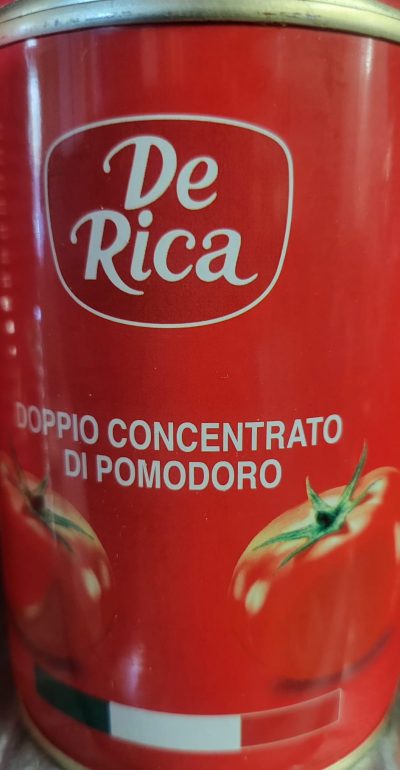 De
Rica
DOPPIO CONCENTRATO
DI POMODORO